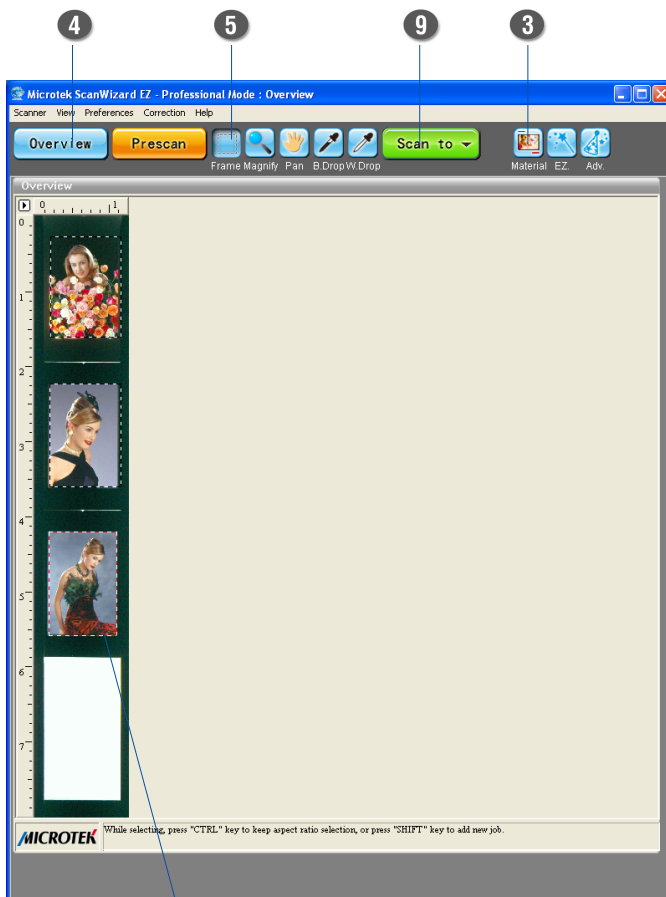 4 5 9 3
Microtek ScanWizard EZ - Professional Mode : Overview
Scanner View Preferences Correction Help
Overview Prescan Scan to
Frame Magnify Pan B.Drop W.Drop Material EZ. Adv.
Overview
0 1
0
1
2
3
4
5
6
7
MICROTEK While selecting, press "CTRL" key to keep aspect ratio selection, or press "SHIFT" key to add new job.